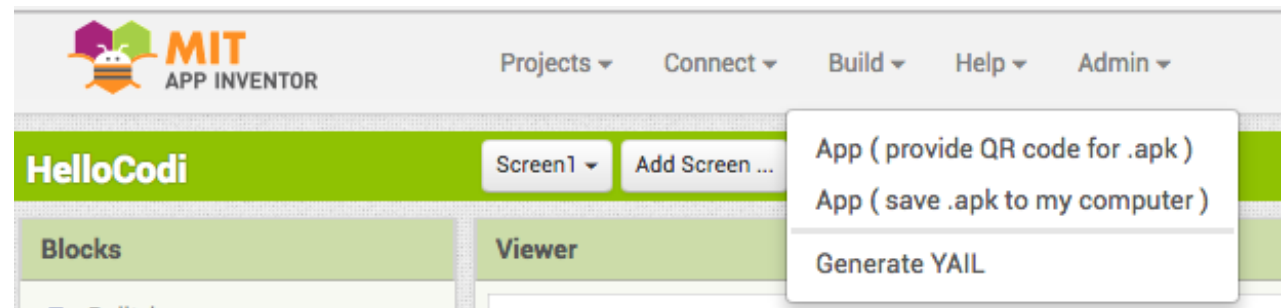 MIT
APP INVENTOR
Projects Connect Build Help Admin
HelloCodi
Screen1 Add Screen ...
App ( provide QR code for .apk )
App ( save .apk to my computer )
Generate YAIL
Blocks
Viewer